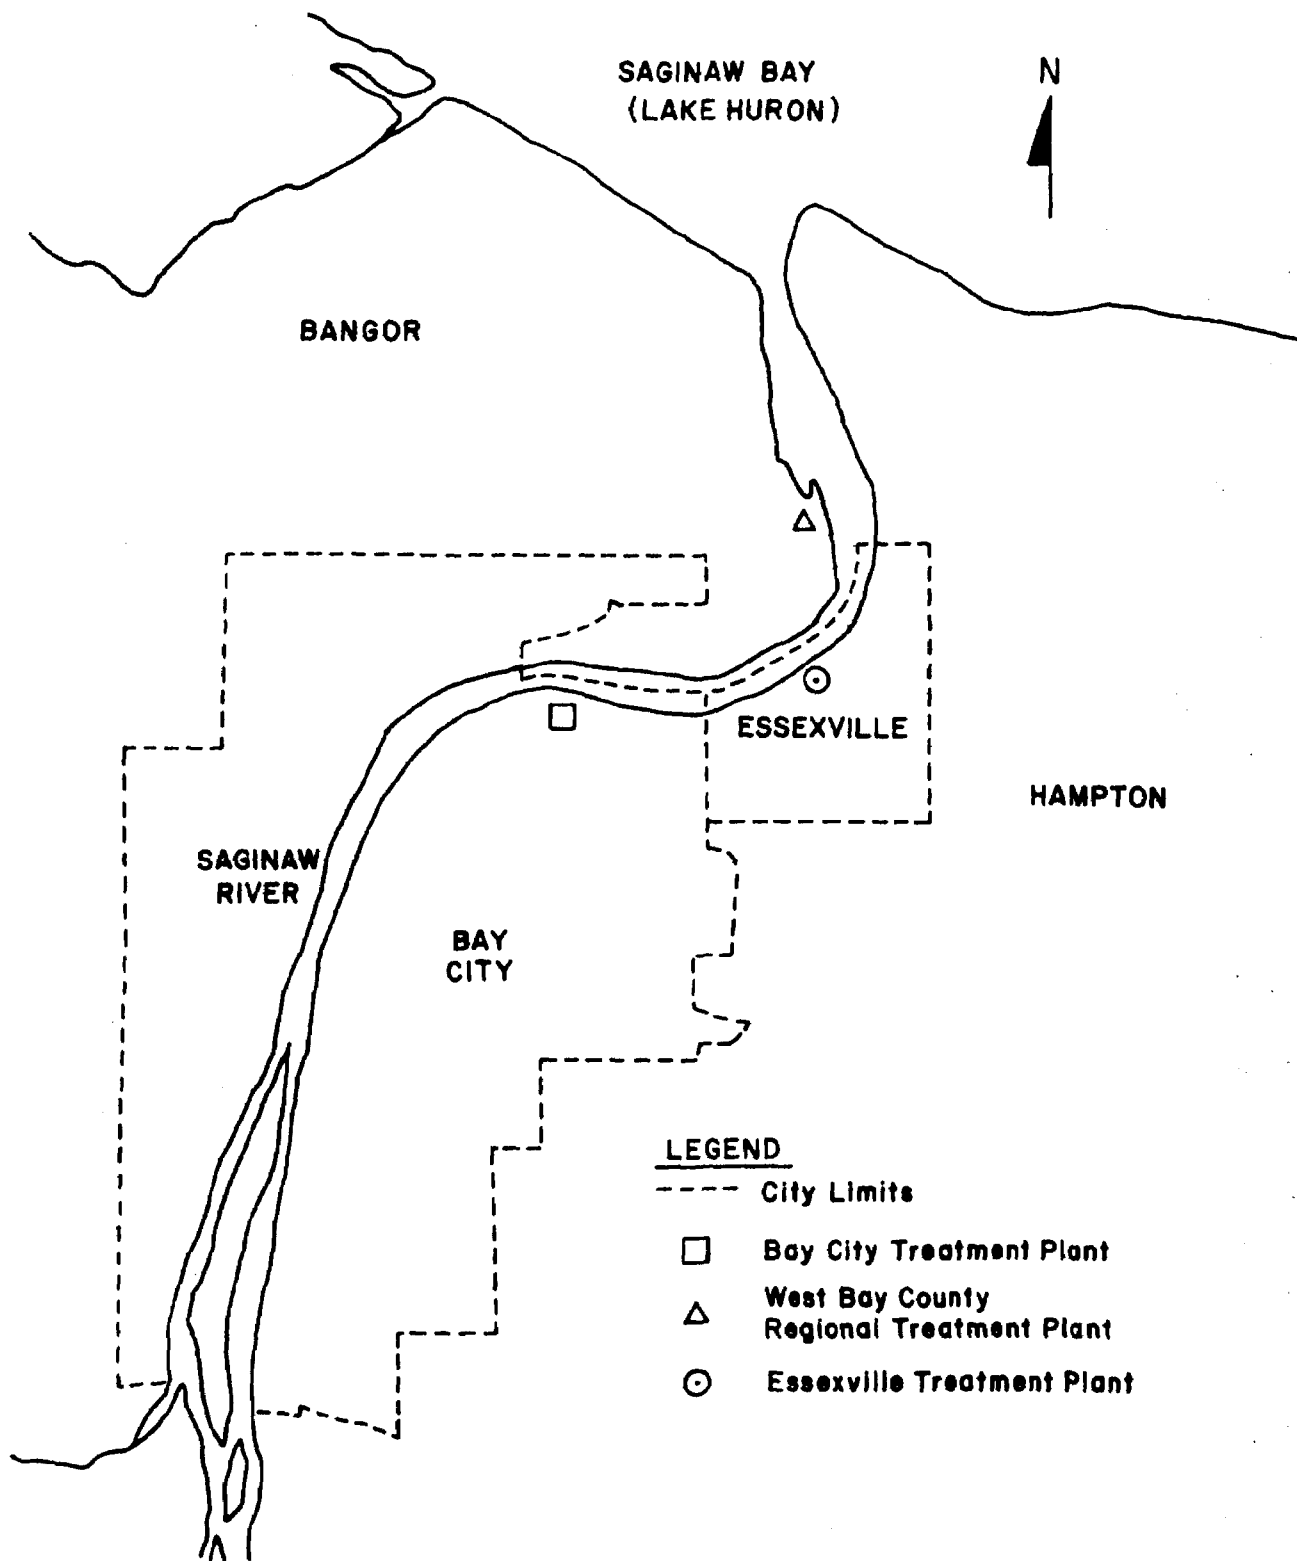 SAGINAW BAY
(LAKE HURON)
N
BANGOR
ESSEXVILLE
HAMPTON
SAGINAW
RIVER
BAY
CITY
LEGEND
City Limits
Bay City Treatment Plant
West Bay County
Regional Treatment Plant
Essexville Treatment Plant